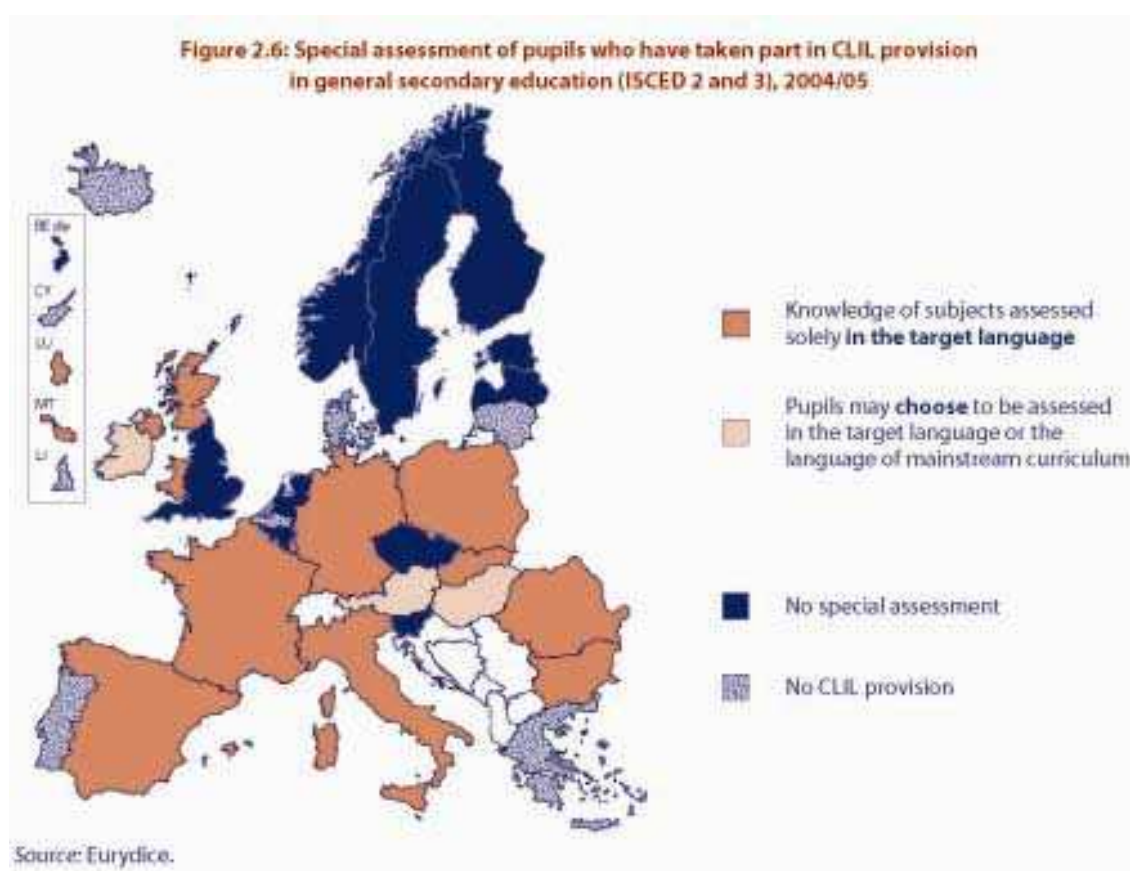 Figure 2.6: Special assessment of pupils who have taken part in CLIL provision
in general secondary education (ISCED 2 and 3), 2004/05
BE de
CY
LU
MT
LI
Knowledge of subjects assessed
solely in the target language
Pupils may choose to be assessed
in the target language or the
language of mainstream curriculum
No special assessment
No CLIL provision
Source: Eurydice.